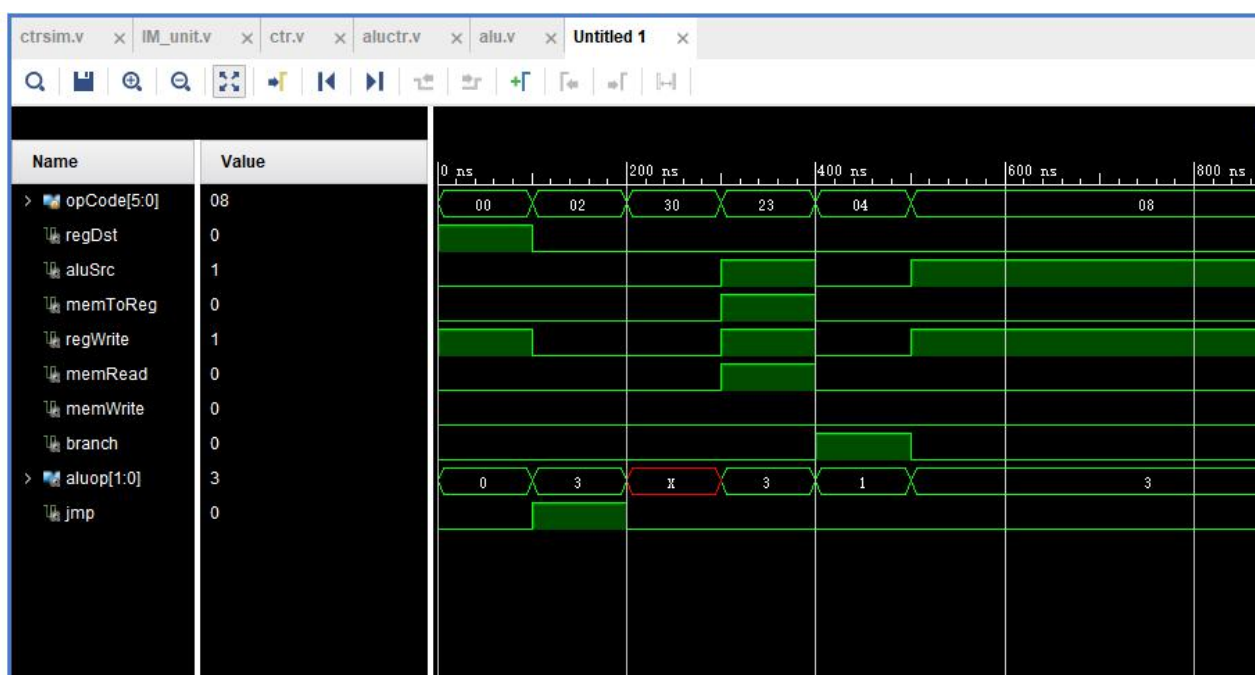 ctrsim.v × IM_unit.v × ctr.v × aluctr.v × alu.v × Untitled 1 ×
Name Value
0 ns 200 ns 400 ns 600 ns 800 ns
> opCode[5:0] 08 00 02 30 23 04 08
regDst 0
aluSrc 1
memToReg 0
regWrite 1
memRead 0
memWrite 0
branch 0
> aluop[1:0] 3 0 3 X 3 1 3
jmp 0